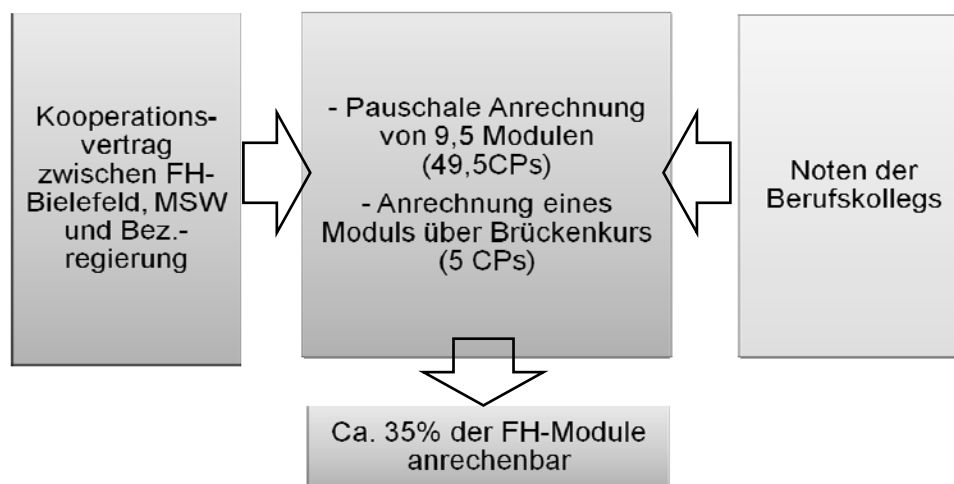 Kooperations-
vertrag
zwischen FH-
Bielefeld, MSW
und Bez.-
regierung
- Pauschale Anrechnung
von 9,5 Modulen
(49,5CPs)
- Anrechnung eines
Moduls über Brückenkurs
(5 CPs)
Noten der
Berufskollegs
Ca. 35% der FH-Module
anrechenbar